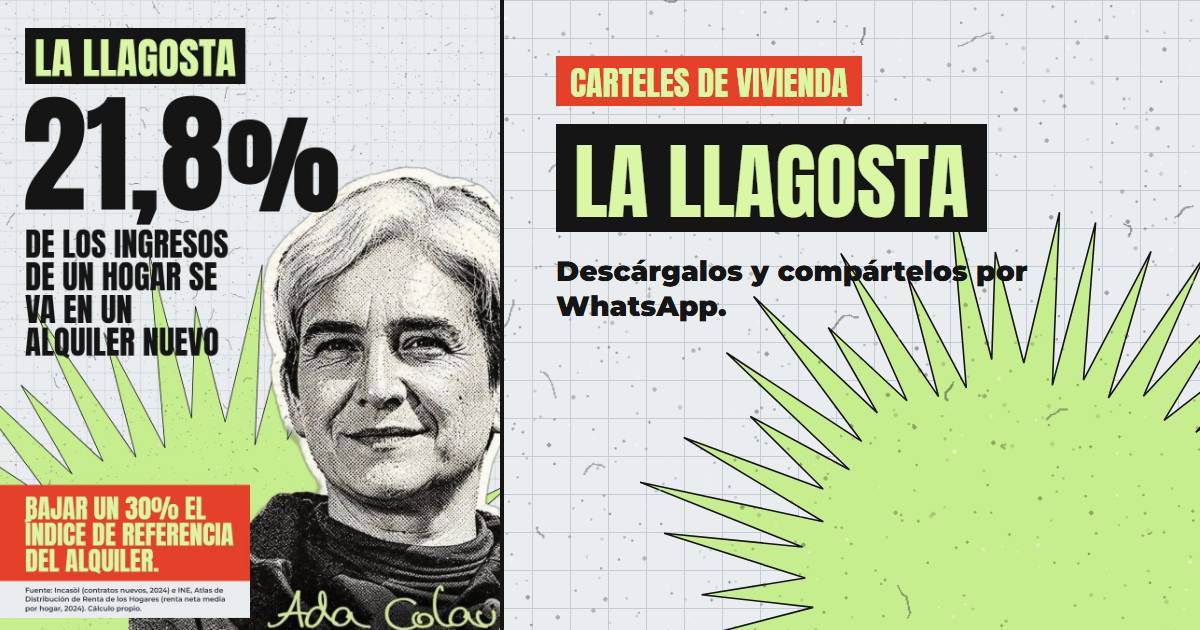 LA LLAGOSTA
21,8%
DE LOS INGRESOS
DE UN HOGAR SE
VA EN UN
ALQUILER NUEVO
BAJAR UN 30% EL
ÍNDICE DE REFERENCIA
DEL ALQUILER.
Fuente: Incasòl (contratos nuevos, 2024) e INE, Atlas de
Distribución de Renta de los Hogares (renta neta media
por hogar, 2024). Cálculo propio.
Ada Colau
CARTELES DE VIVIENDA
LA LLAGOSTA
Descárgalos y compártelos por
WhatsApp.